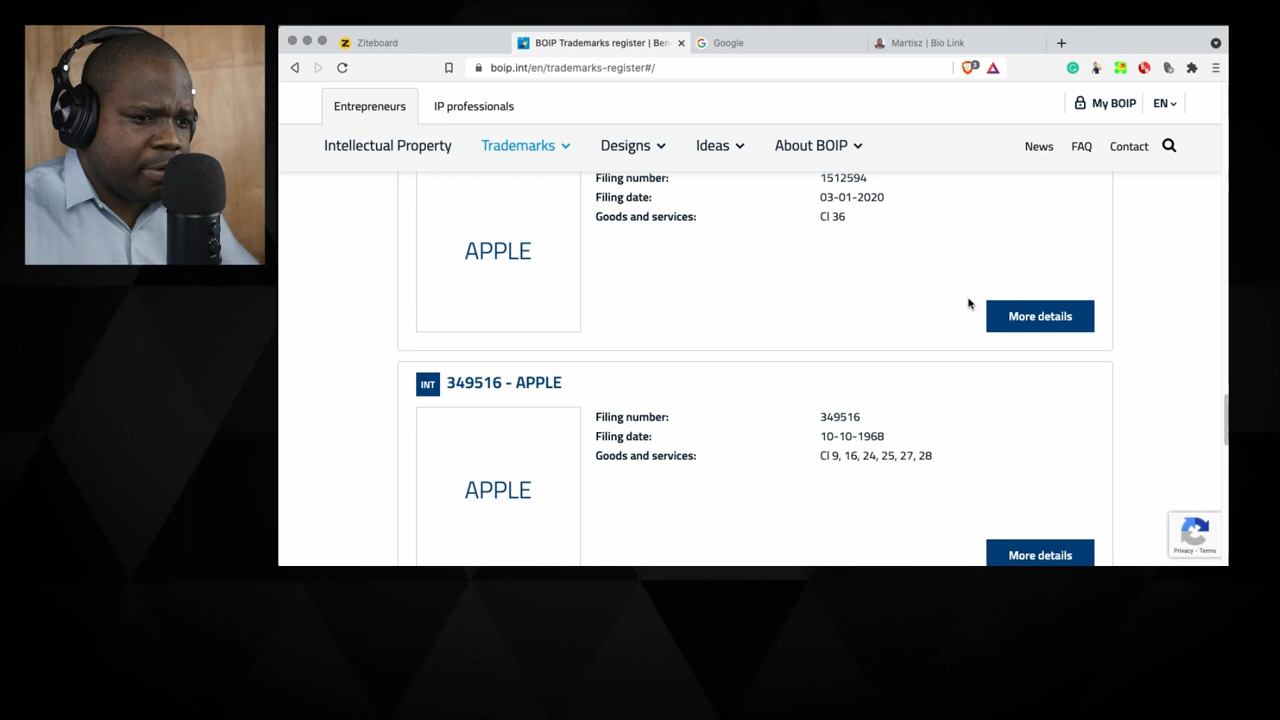 Ziteboard
BOIP Trademarks register | Ben
Google
Martisz | Bio Link
boip.int/en/trademarks-register#/
Entrepreneurs
IP professionals
My BOIP
EN
Intellectual Property
Trademarks
Designs
Ideas
About BOIP
News
FAQ
Contact
APPLE
Filing number: 1512594
Filing date: 03-01-2020
Goods and services: Cl 36
More details
INT 349516 - APPLE
APPLE
Filing number: 349516
Filing date: 10-10-1968
Goods and services: Cl 9, 16, 24, 25, 27, 28
More details
Privacy - Terms